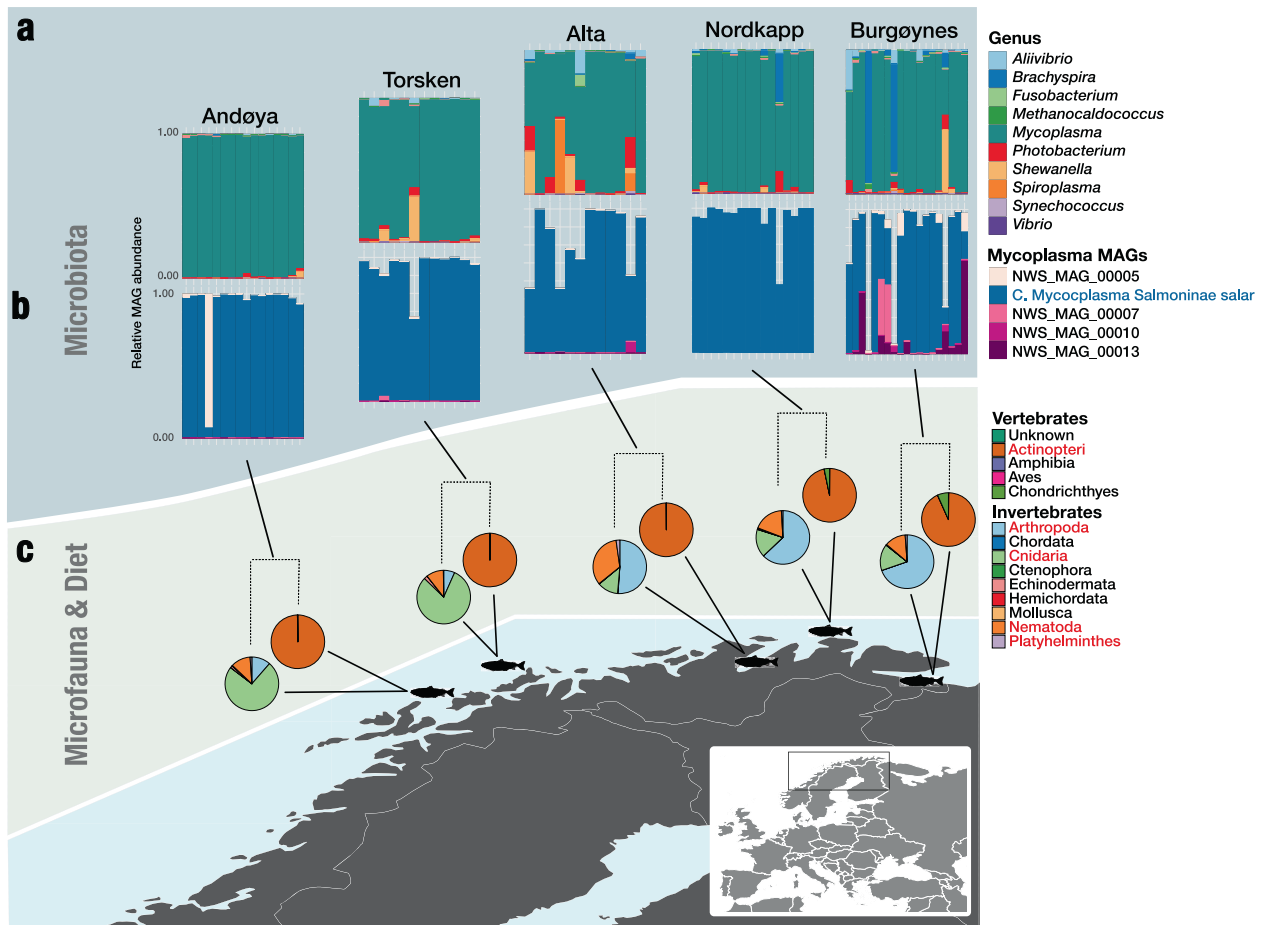 a
Andøya
Torsken
Alta
Nordkapp
Burgøynes
1.00
0.00
Microbiota
Relative MAG abundance
b
1.00
0.00
Genus
Aliivibrio
Brachyspira
Fusobacterium
Methanocaldococcus
Mycoplasma
Photobacterium
Shewanella
Spiroplasma
Synechococcus
Vibrio
Mycoplasma MAGs
NWS_MAG_00005
C. Mycocplasma Salmoninae salar
NWS_MAG_00007
NWS_MAG_00010
NWS_MAG_00013
c
Microfauna & Diet
Vertebrates
Unknown
Actinopteri
Amphibia
Aves
Chondrichthyes
Invertebrates
Arthropoda
Chordata
Cnidaria
Ctenophora
Echinodermata
Hemichordata
Mollusca
Nematoda
Platyhelminthes